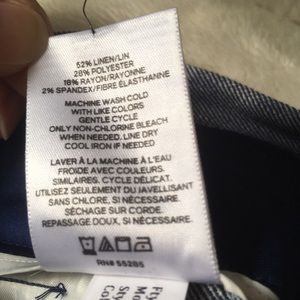 52% LINEN/LIN
28% POLYESTER
18% RAYON/RAYONNE
2% SPANDEX/FIBRE ÉLASTHANNE
MACHINE WASH COLD
WITH LIKE COLORS
GENTLE CYCLE
ONLY NON-CHLORINE BLEACH
WHEN NEEDED. LINE DRY
COOL IRON IF NEEDED
LAVER À LA MACHINE À L'EAU
FROIDE AVEC COULEURS.
SIMILAIRES. CYCLE DÉLICAT.
UTILISEZ SEULEMENT DU JAVELLISANT
SANS CHLORE, SI NÉCESSAIRE.
SÉCHAGE SUR CORDE.
REPASSAGE DOUX, SI NÉCESSAIRE.
RN# 55285